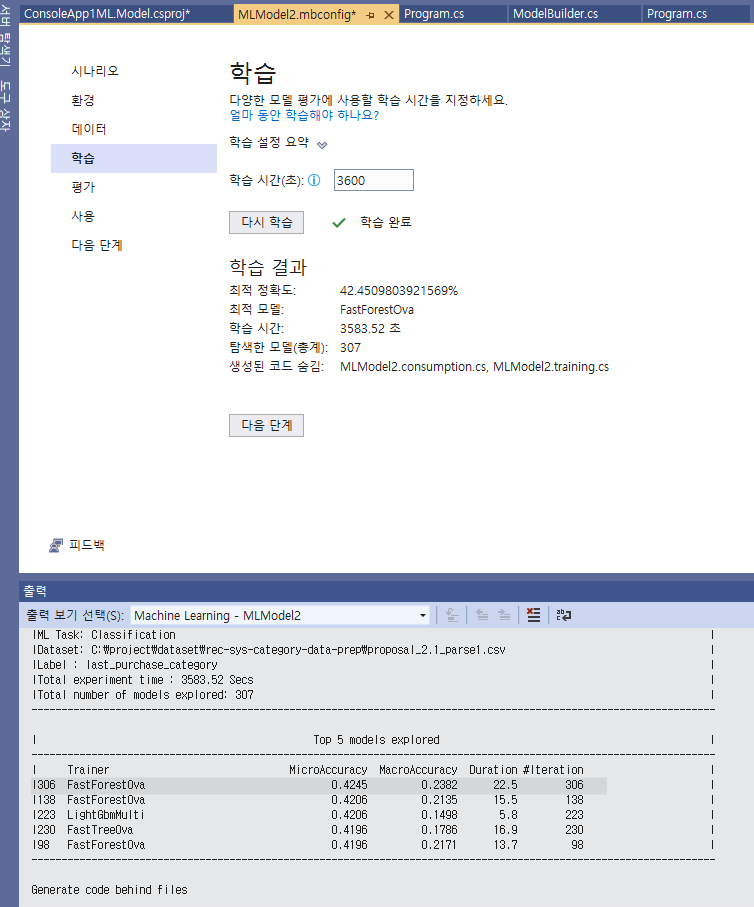 ConsoleApp1ML.Model.csproj* MLModel2.mbconfig* Program.cs ModelBuilder.cs Program.cs
서버 탐색기 도구 상자
시나리오
환경
데이터
학습
평가
사용
다음 단계
학습
다양한 모델 평가에 사용할 학습 시간을 지정하세요.
얼마 동안 학습해야 하나요?
학습 설정 요약
학습 시간(초): 3600
다시 학습 학습 완료
학습 결과
최적 정확도: 42.4509803921569%
최적 모델: FastForestOva
학습 시간: 3583.52 초
탐색한 모델(총계): 307
생성된 코드 숨김: MLModel2.consumption.cs, MLModel2.training.cs
다음 단계
피드백
출력
출력 보기 선택(S): Machine Learning - MLModel2
|ML Task: Classification |
|Dataset: C:₩project₩dataset₩rec-sys-category-data-prep₩proposal_2.1_parse1.csv |
|Label : last_purchase_category |
|Total experiment time : 3583.52 Secs |
|Total number of models explored: 307 |
| Top 5 models explored |
| Trainer MicroAccuracy MacroAccuracy Duration #Iteration |
|306 FastForestOva 0.4245 0.2382 22.5 306 |
|138 FastForestOva 0.4206 0.2135 15.5 138 |
|223 LightGbmMulti 0.4206 0.1498 5.8 223 |
|230 FastTreeOva 0.4196 0.1786 16.9 230 |
|98 FastForestOva 0.4196 0.2171 13.7 98 |
Generate code behind files